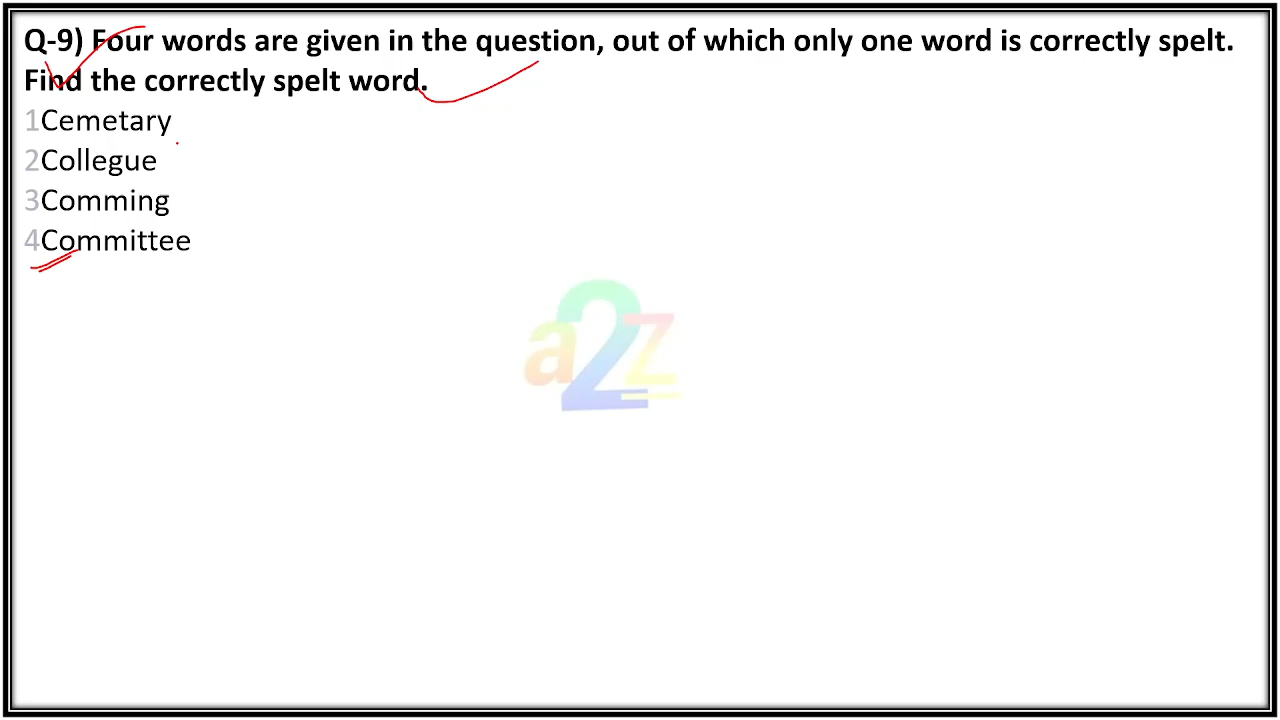 Q-9) Four words are given in the question, out of which only one word is correctly spelt.
Find the correctly spelt word.
1Cemetary
2Collegue
3Comming
4Committee
a2z